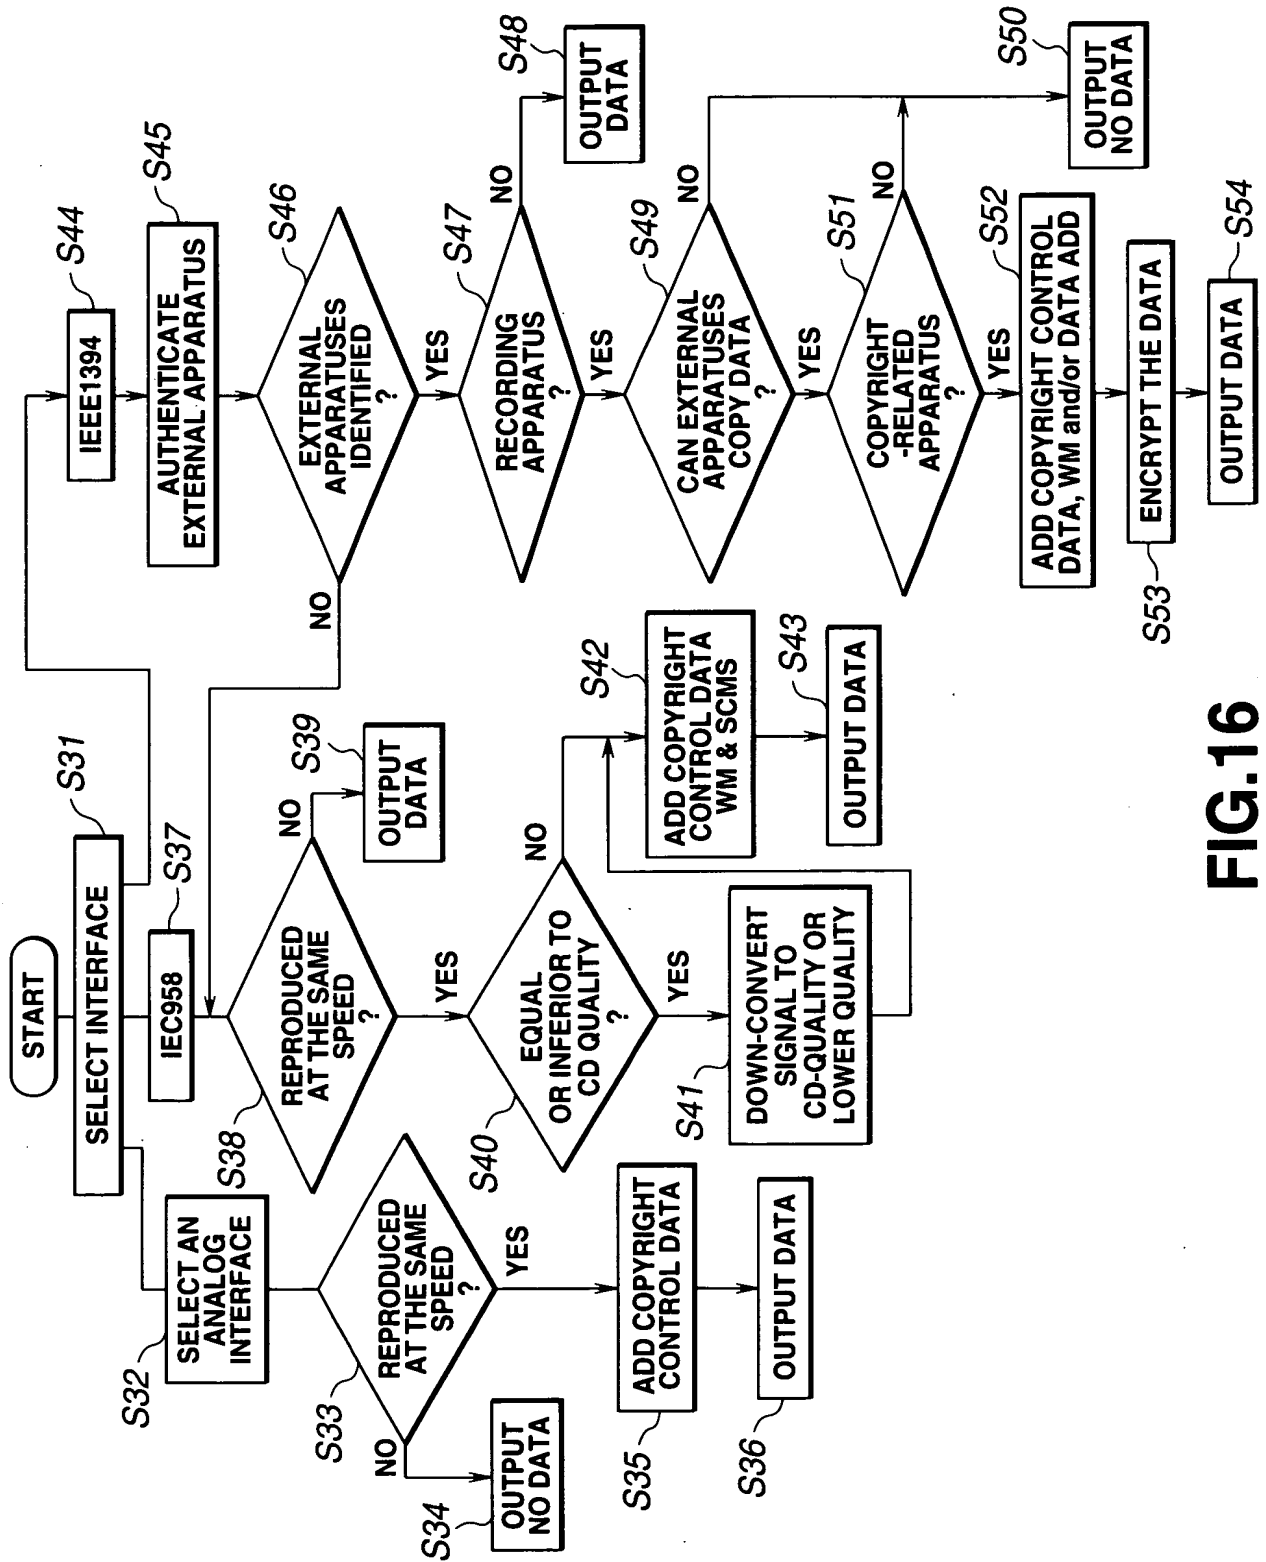 START
SELECT INTERFACE
S31
S32
SELECT AN
ANALOG
INTERFACE
S33
REPRODUCED
AT THE SAME
SPEED
?
NO
YES
S34
OUTPUT
NO DATA
S35
ADD COPYRIGHT
CONTROL DATA
S36
OUTPUT DATA
IEC958
S37
S38
REPRODUCED
AT THE SAME
SPEED
?
NO
YES
S39
OUTPUT
DATA
S40
EQUAL
OR INFERIOR TO
CD QUALITY
?
NO
YES
S41
DOWN-CONVERT
SIGNAL TO
CD-QUALITY OR
LOWER QUALITY
S42
ADD COPYRIGHT
CONTROL DATA
WM & SCMS
S43
OUTPUT DATA
S44
IEEE1394
S45
AUTHENTICATE
EXTERNAL APPARATUS
S46
EXTERNAL
APPARATUSES
IDENTIFIED
?
NO
YES
S47
RECORDING
APPARATUS
?
NO
YES
S48
OUTPUT
DATA
S49
CAN EXTERNAL
APPARATUSES
COPY DATA
?
NO
YES
S50
OUTPUT
NO DATA
S51
COPYRIGHT
-RELATED
APPARATUS
?
NO
YES
S52
ADD COPYRIGHT CONTROL
DATA, WM and/or DATA ADD
S53
ENCRYPT THE DATA
S54
OUTPUT DATA
FIG.16